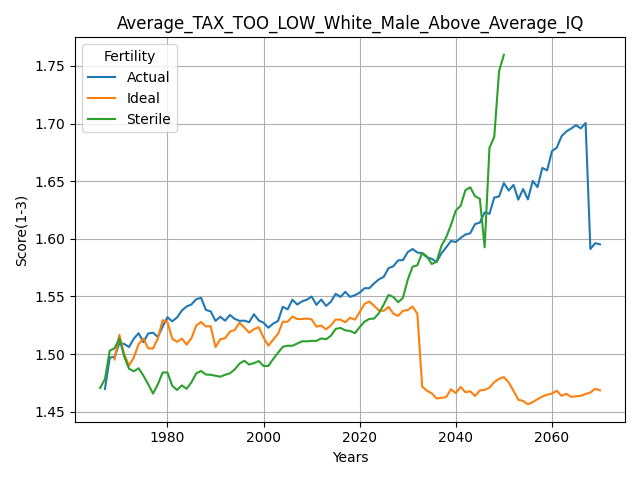 Average_TAX_TOO_LOW_White_Male_Above_Average_IQ
Fertility
Actual
Ideal
Sterile
Score(1-3)
1.75
1.70
1.65
1.60
1.55
1.50
1.45
1980
2000
2020
2040
2060
Years